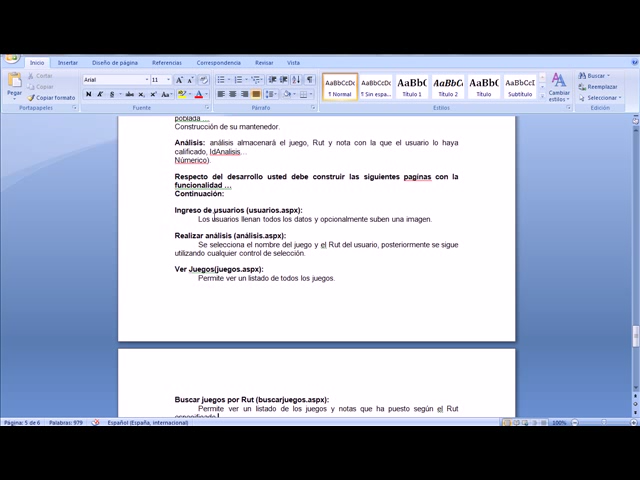 Inicio Insertar Diseño de página Referencias Correspondencia Revisar Vista
Pegar
Cortar
Copiar
Copiar formato
Portapapeles
Arial 11
N K S abc
Fuente
Párrafo
AaBbCcDc AaBbCcDc AaBbC AaBbCc AaBbC AaBbCcI
¶ Normal ¶ Sin espa... Título 1 Título 2 Título Subtítulo
Cambiar estilos
Estilos
Buscar
Reemplazar
Seleccionar
Edición
poblada …
Construcción de su mantenedor.
Análisis: análisis almacenará el juego, Rut y nota con la que el usuario lo haya
calificado, IdAnalisis…
Númerico).
Respecto del desarrollo usted debe construir las siguientes paginas con la
funcionalidad …
Continuación:
Ingreso de usuarios (usuarios.aspx):
Los usuarios llenan todos los datos y opcionalmente suben una imagen.
Realizar análisis (análisis.aspx):
Se selecciona el nombre del juego y el Rut del usuario, posteriormente se sigue
utilizando cualquier control de selección.
Ver Juegos(juegos.aspx):
Permite ver un listado de todos los juegos.
Buscar juegos por Rut (buscarjuegos.aspx):
Permite ver un listado de los juegos y notas que ha puesto según el Rut
especificado.
Página: 5 de 6 Palabras: 979 Español (España, internacional) 100%